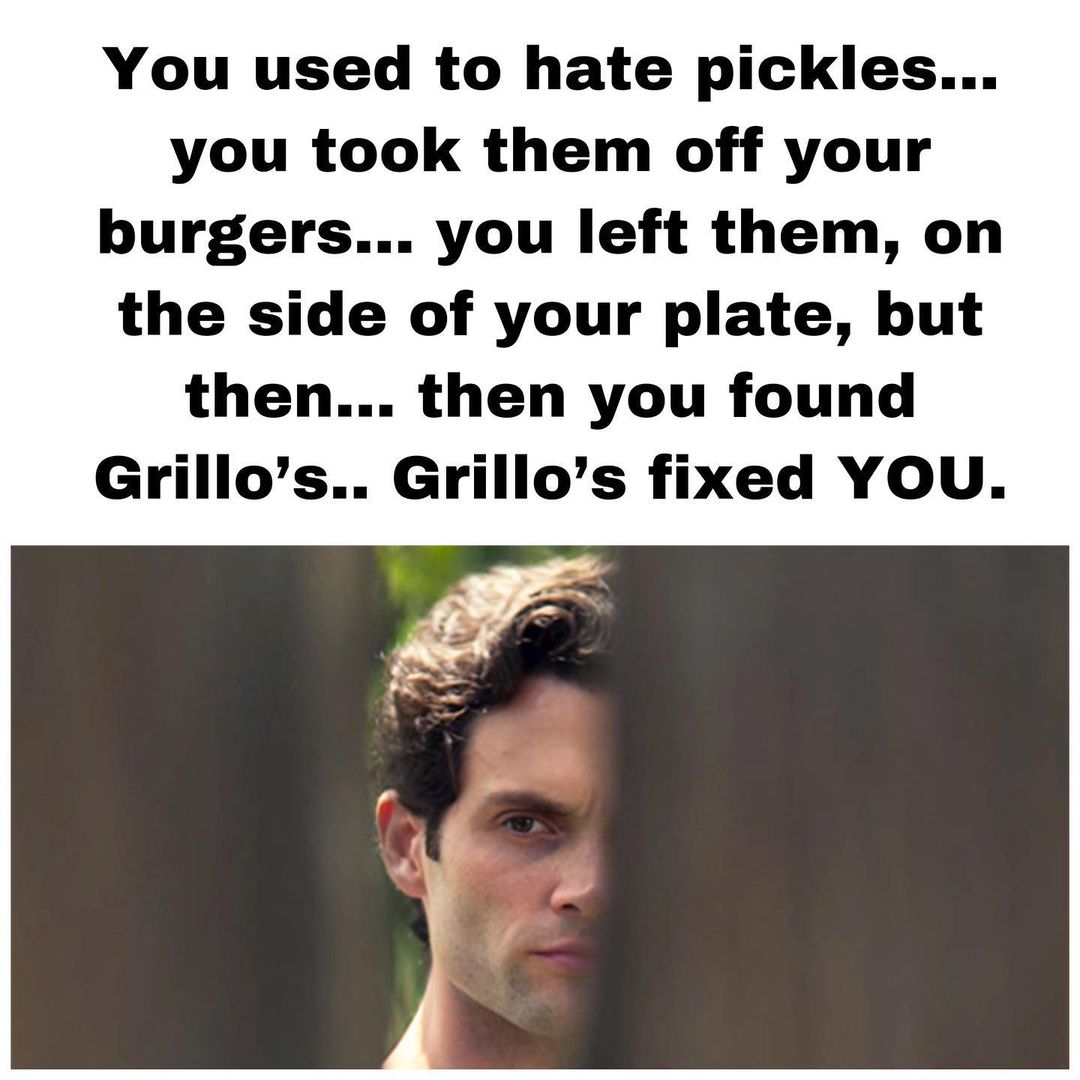 You used to hate pickles...
you took them off your
burgers... you left them, on
the side of your plate, but
then... then you found
Grillo’s.. Grillo’s fixed YOU.